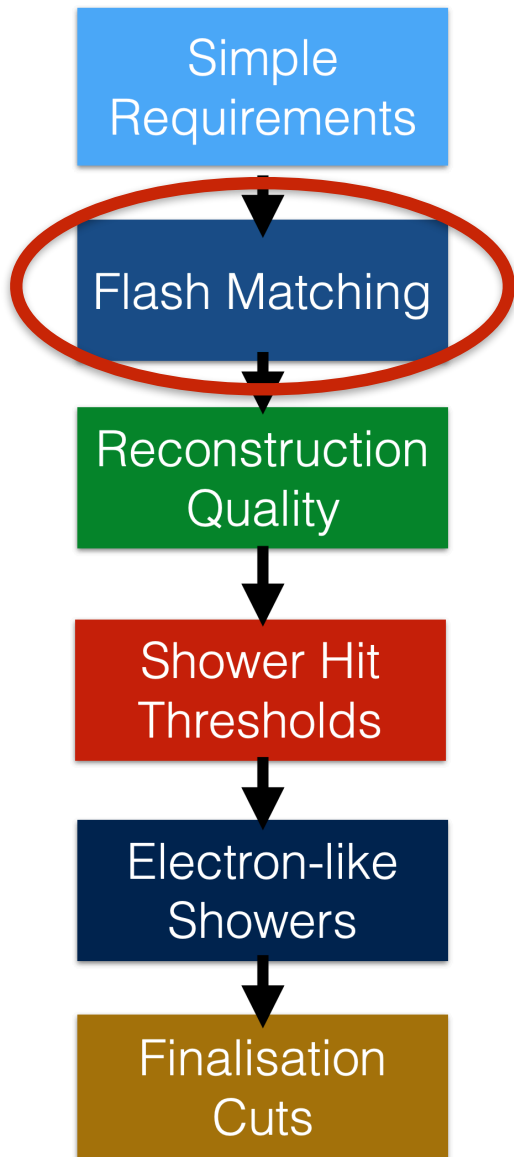 Simple
Requirements
Flash Matching
Reconstruction
Quality
Shower Hit
Thresholds
Electron-like
Showers
Finalisation
Cuts